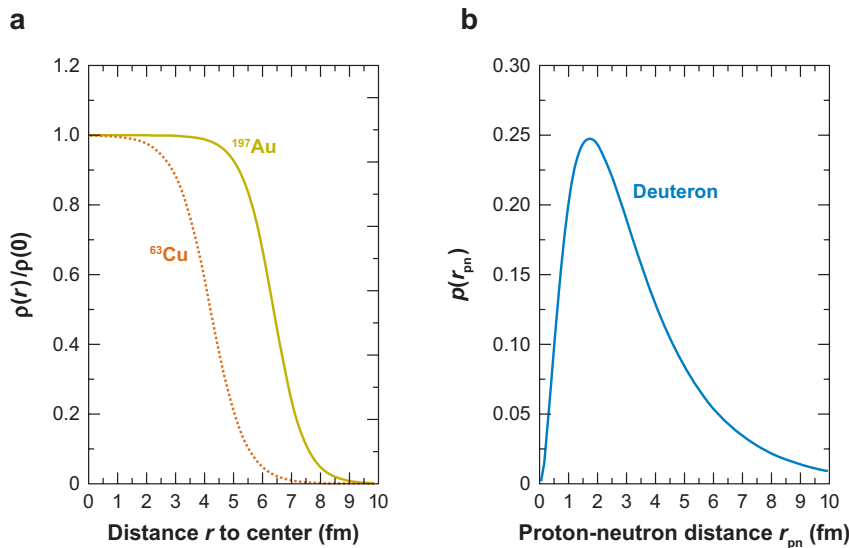 a
1.2
1.0
0.8
0.6
0.4
0.2
0
ρ(r)/ρ(0)
¹⁹⁷Au
⁶³Cu
0 1 2 3 4 5 6 7 8 9 10
Distance r to center (fm)
b
0.30
0.25
0.20
0.15
0.10
0.05
0
p(rₚₙ)
Deuteron
0 1 2 3 4 5 6 7 8 9 10
Proton-neutron distance rₚₙ (fm)